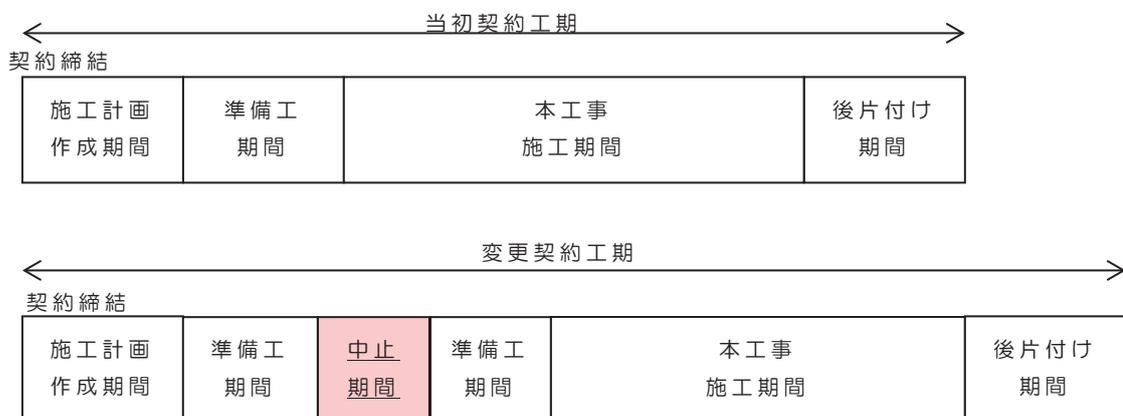 当初契約工期
契約締結
施工計画
作成期間
準備工
期間
本工事
施工期間
後片付け
期間
変更契約工期
契約締結
施工計画
作成期間
準備工
期間
中止
期間
準備工
期間
本工事
施工期間
後片付け
期間